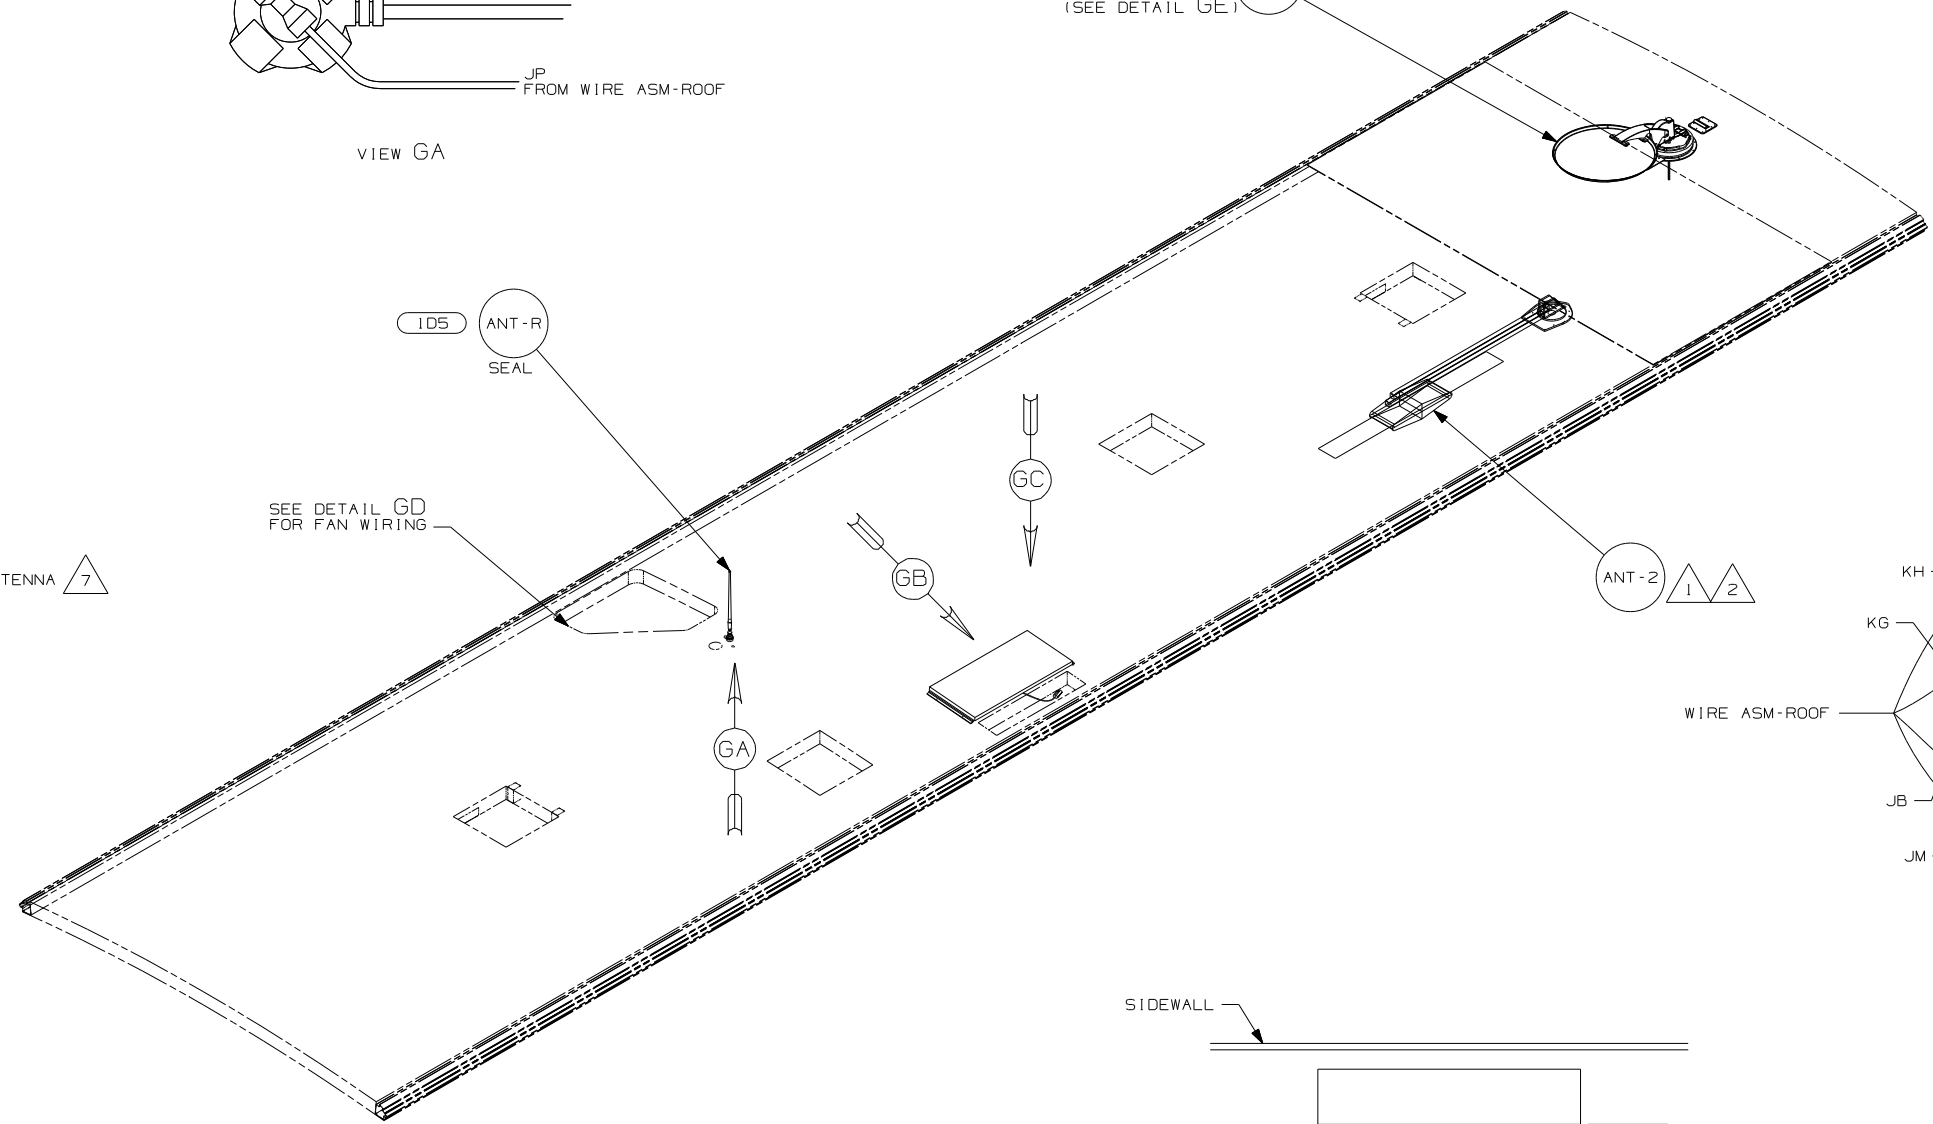 (SEE DETAIL GE)
JP
FROM WIRE ASM-ROOF
VIEW GA
1D5
ANT-R
SEAL
SEE DETAIL GD
FOR FAN WIRING
GC
GB
TENNA 7
ANT-2 1 2
KH
KG
WIRE ASM-ROOF
GA
JB
JM
SIDEWALL